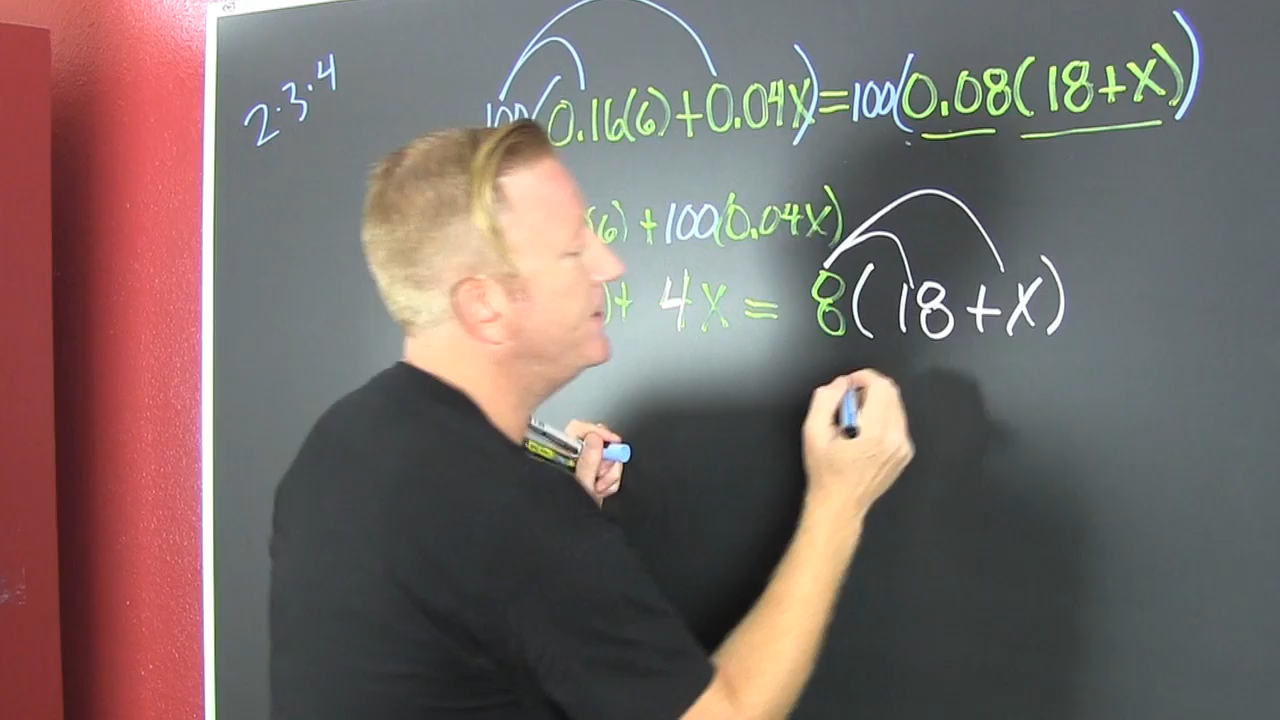 2·3·4
100(0.16(6)+0.04x)=100(0.08(18+x))
6)+100(0.04x)
)+ 4x = 8(18+x)